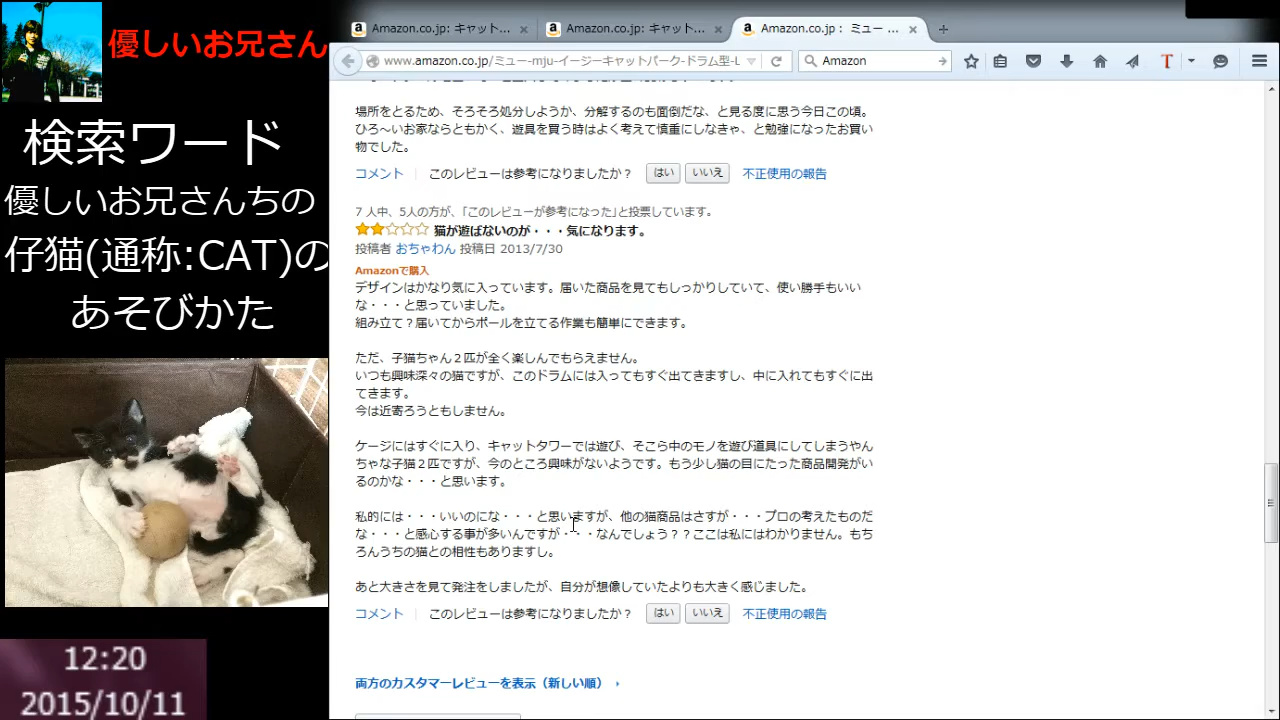 優しいお兄さん
検索ワード
優しいお兄さんちの
仔猫(通称:CAT)の
あそびかた
12:20
2015/10/11
Amazon.co.jp: キャット...
Amazon.co.jp: キャット...
Amazon.co.jp： ミュー ...
www.amazon.co.jp/ミュー-mju-イージーキャットパーク-ドラム型-L
Amazon
場所をとるため、そろそろ処分しようか、分解するのも面倒だな、と見る度に思う今日この頃。
ひろ～いお家ならともかく、遊具を買う時はよく考えて慎重にしなきゃ、と勉強になったお買い
物でした。
コメント | このレビューは参考になりましたか？ はい いいえ 不正使用の報告
7 人中、5人の方が、「このレビューが参考になった」と投票しています。
猫が遊ばないのが・・・気になります。
投稿者 おちゃわん 投稿日 2013/7/30
Amazonで購入
デザインはかなり気に入っています。届いた商品を見てもしっかりしていて、使い勝手もいい
な・・・と思っていました。
組み立て？届いてからポールを立てる作業も簡単にできます。
ただ、子猫ちゃん２匹が全く楽しんでもらえません。
いつも興味深々の猫ですが、このドラムには入ってもすぐ出てきますし、中に入れてもすぐに出
てきます。
今は近寄ろうともしません。
ケージにはすぐに入り、キャットタワーでは遊び、そこら中のモノを遊び道具にしてしまうやん
ちゃな子猫２匹ですが、今のところ興味がないようです。もう少し猫の目にたった商品開発がい
るのかな・・・と思います。
私的には・・・いいのにな・・・と思いますが、他の猫商品はさすが・・・プロの考えたものだ
な・・・と感心する事が多いんですが・・・なんでしょう？？ここは私にはわかりません。もち
ろんうちの猫との相性もありますし。
あと大きさを見て発注をしましたが、自分が想像していたよりも大きく感じました。
コメント | このレビューは参考になりましたか？ はい いいえ 不正使用の報告
両方のカスタマーレビューを表示（新しい順）